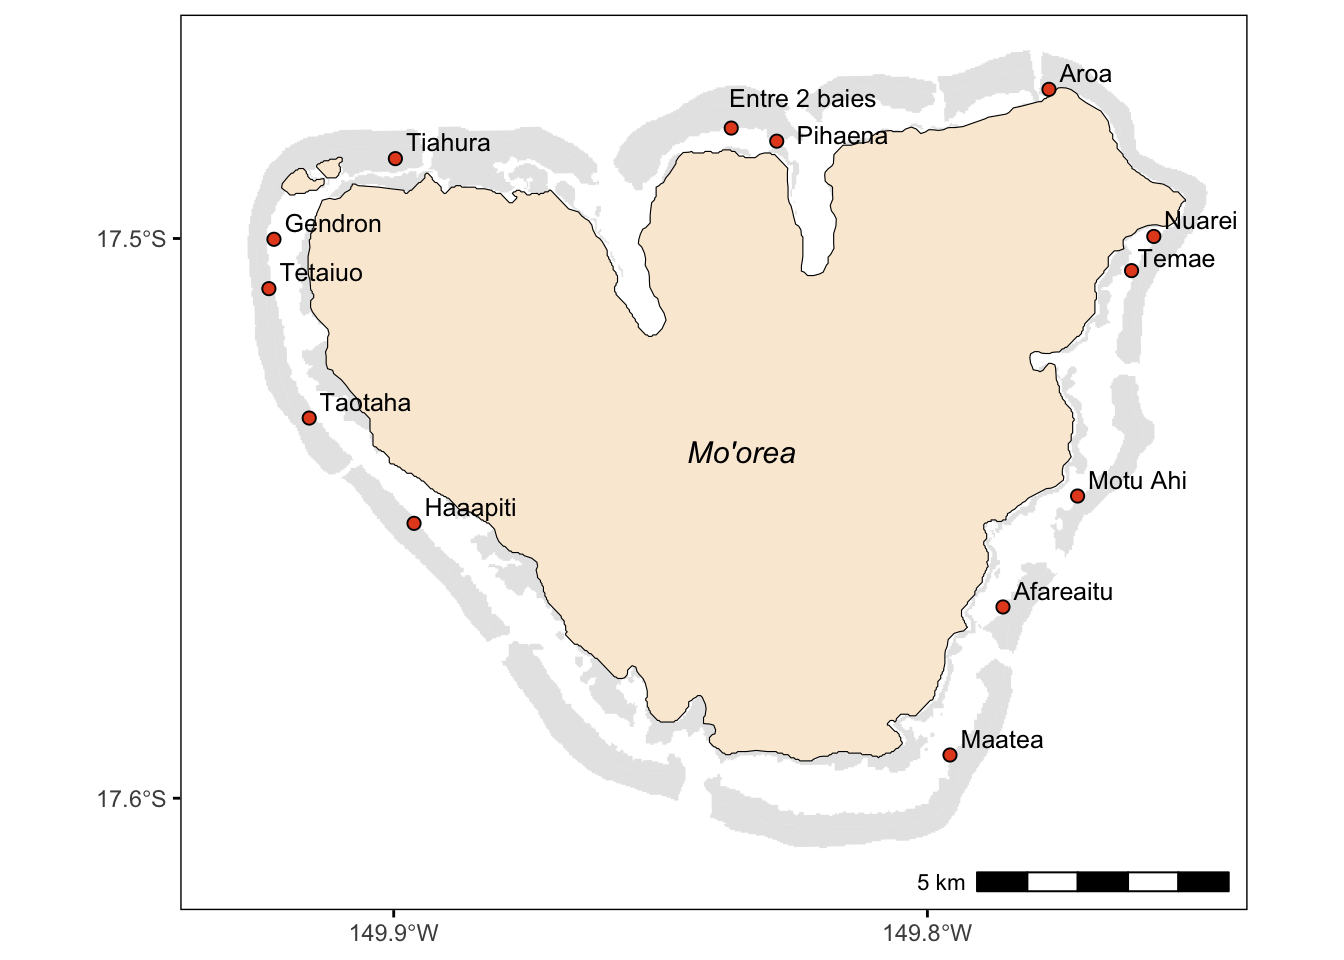 Aroa
Entre 2 baies
Pihaena
Tiahura
Nuarei
Gendron
Temae
Tetaiuo
Taotaha
Mo'orea
Motu Ahi
Haaapiti
Afareaitu
Maatea
5 km
17.5°S
17.6°S
149.9°W
149.8°W